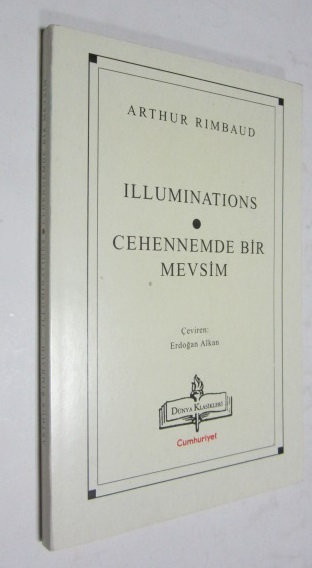 ARTHUR RIMBAUD
ILLUMINATIONS
●
CEHENNEMDE BİR
MEVSİM
Çeviren:
Erdoğan Alkan
DÜNYA KLASİKLERİ
Cumhuriyet